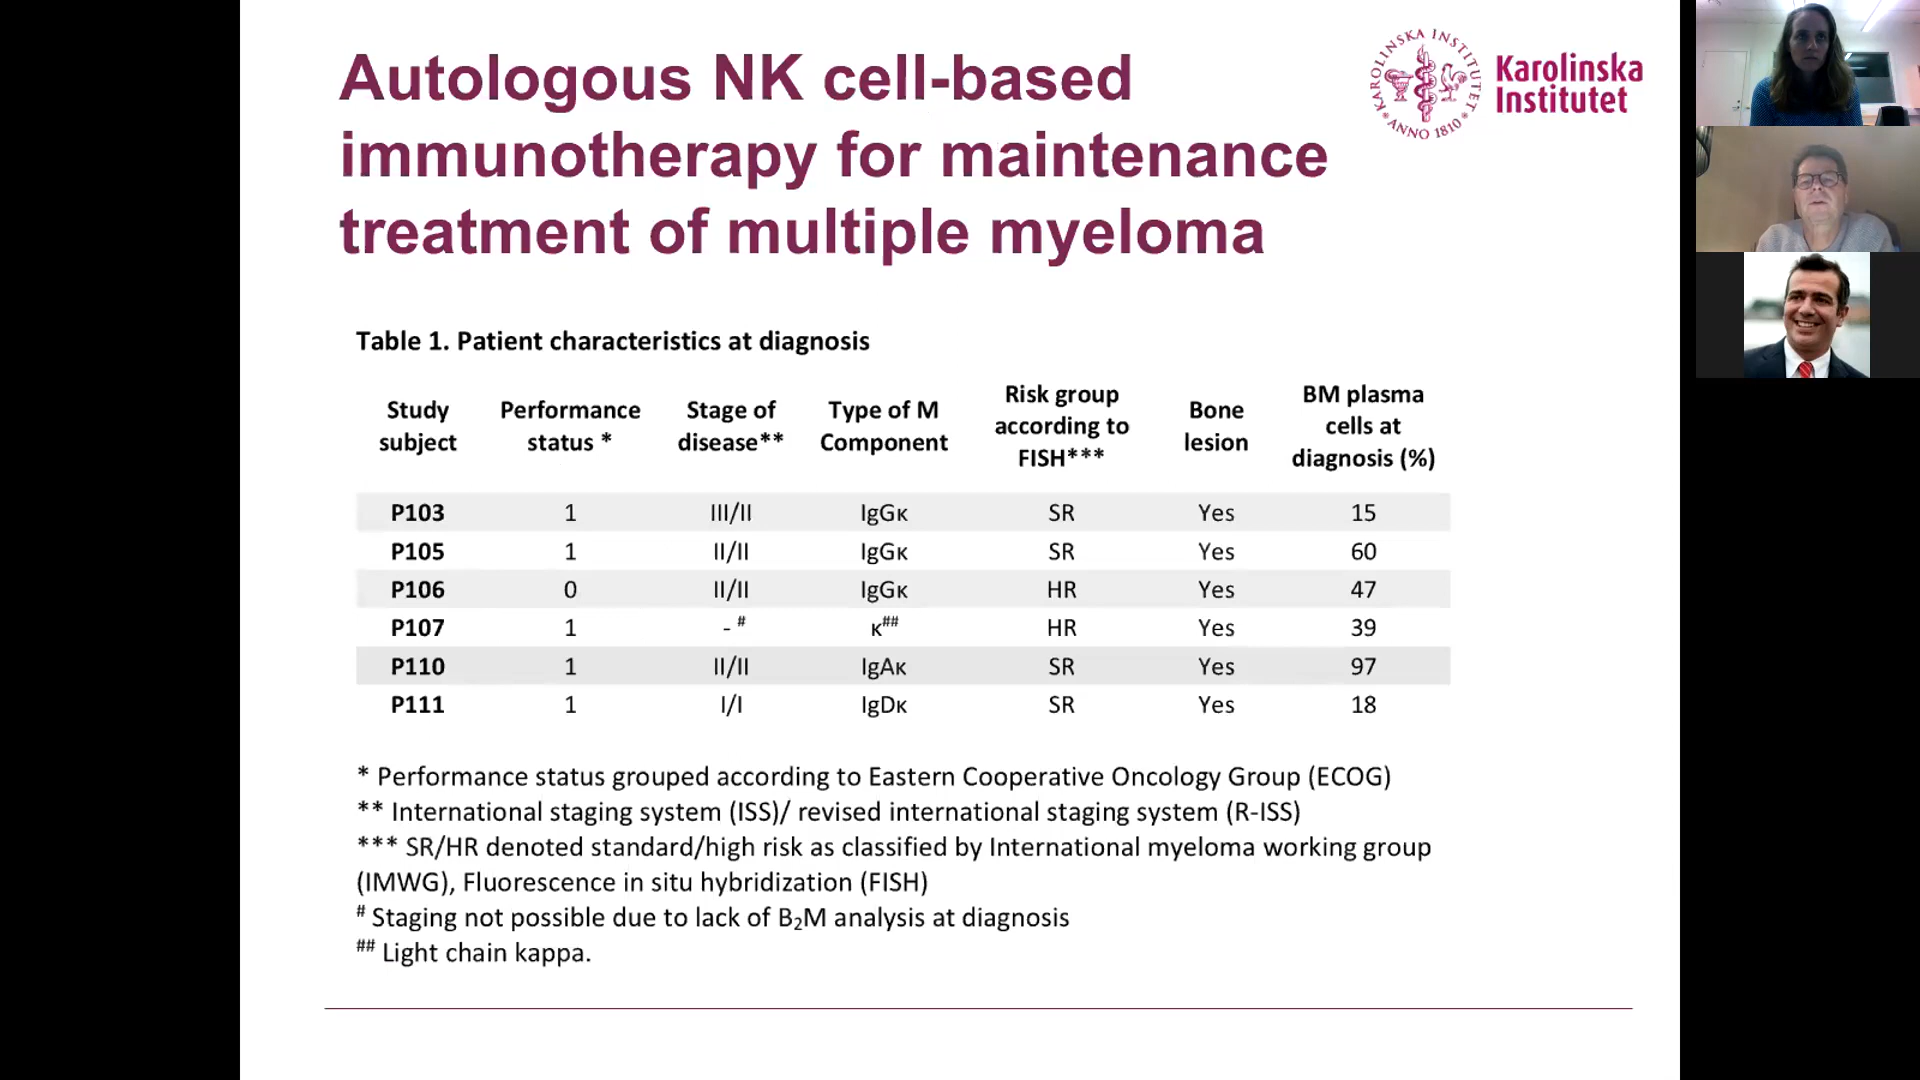 Autologous NK cell-based
immunotherapy for maintenance
treatment of multiple myeloma
KAROLINSKA INSTITUTET
* ANNO 1810 *
Karolinska
Institutet
Table 1. Patient characteristics at diagnosis
Study subject Performance status * Stage of disease** Type of M Component Risk group according to FISH*** Bone lesion BM plasma cells at diagnosis (%)
P103 1 III/II IgGκ SR Yes 15
P105 1 II/II IgGκ SR Yes 60
P106 0 II/II IgGκ HR Yes 47
P107 1 - # κ## HR Yes 39
P110 1 II/II IgAκ SR Yes 97
P111 1 I/I IgDκ SR Yes 18
* Performance status grouped according to Eastern Cooperative Oncology Group (ECOG)
** International staging system (ISS)/ revised international staging system (R-ISS)
*** SR/HR denoted standard/high risk as classified by International myeloma working group
(IMWG), Fluorescence in situ hybridization (FISH)
# Staging not possible due to lack of B₂M analysis at diagnosis
## Light chain kappa.